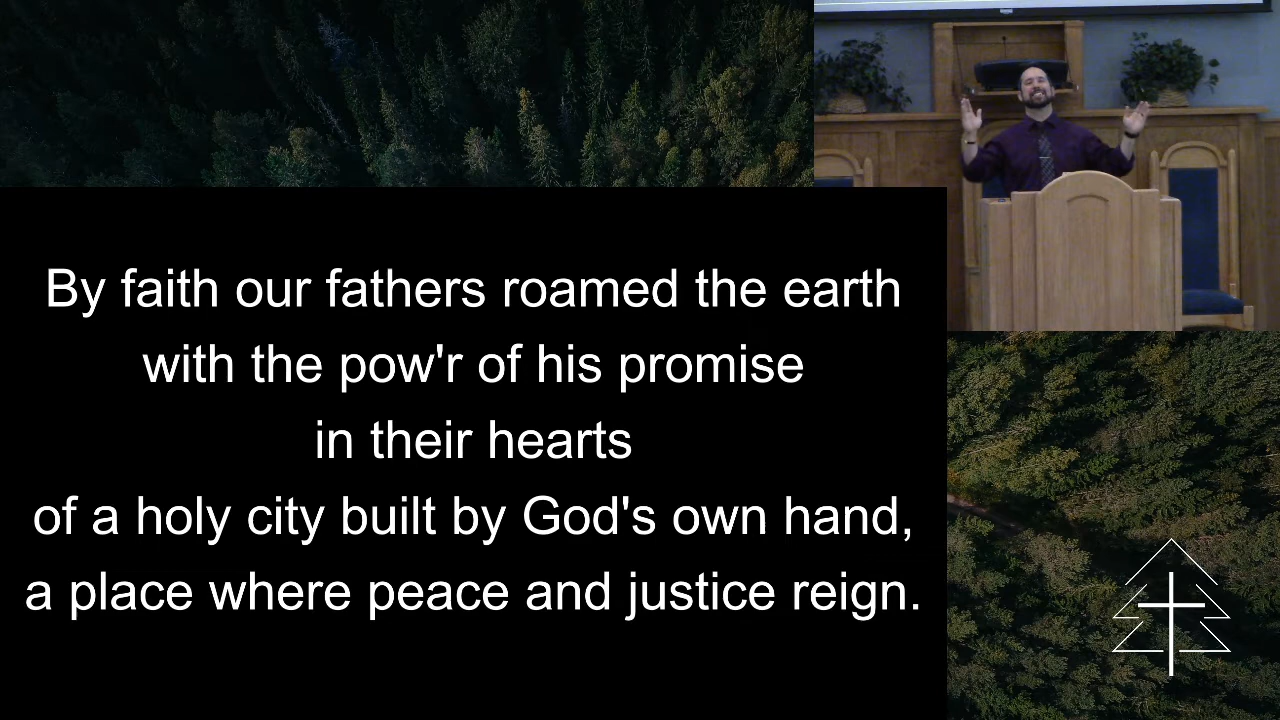 By faith our fathers roamed the earth
with the pow'r of his promise
in their hearts
of a holy city built by God's own hand,
a place where peace and justice reign.